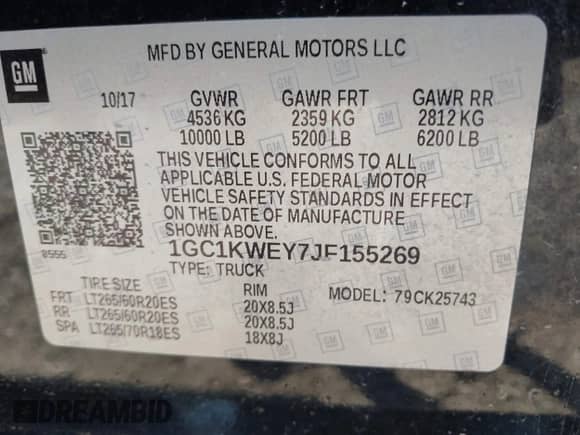 GM
MFD BY GENERAL MOTORS LLC
10/17 GVWR GAWR FRT GAWR RR
4536 KG 2359 KG 2812 KG
10000 LB 5200 LB 6200 LB
THIS VEHICLE CONFORMS TO ALL
APPLICABLE U.S. FEDERAL MOTOR
VEHICLE SAFETY STANDARDS IN EFFECT
ON THE DATE OF MANUFACTURE
SHOWN ABOVE.
8555
1GC1KWEY7JF155269
TYPE: TRUCK
TIRE SIZE RIM MODEL: 79CK25743
FRT LT265/60R20ES 20X8.5J
RR LT265/60R20ES 20X8.5J
SPA LT265/70R18ES 18X8J
DREAMBID